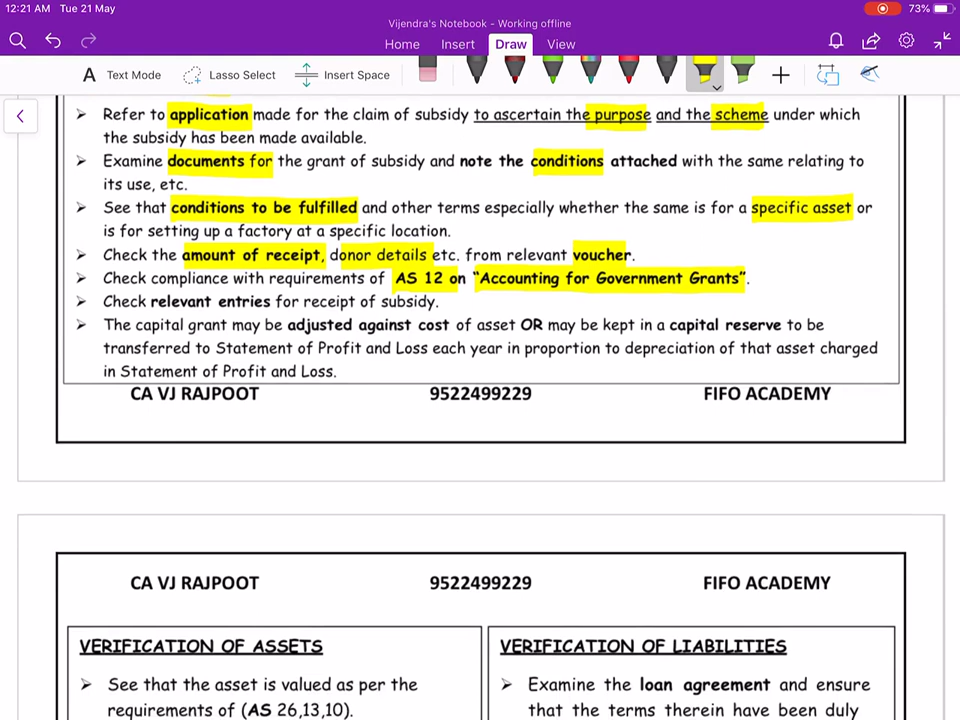 12:21 AM Tue 21 May
73%
Vijendra's Notebook - Working offline
Home Insert Draw View
A Text Mode Lasso Select Insert Space
➢ Refer to application made for the claim of subsidy to ascertain the purpose and the scheme under which
the subsidy has been made available.
➢ Examine documents for the grant of subsidy and note the conditions attached with the same relating to
its use, etc.
➢ See that conditions to be fulfilled and other terms especially whether the same is for a specific asset or
is for setting up a factory at a specific location.
➢ Check the amount of receipt, donor details etc. from relevant voucher.
➢ Check compliance with requirements of AS 12 on “Accounting for Government Grants”.
➢ Check relevant entries for receipt of subsidy.
➢ The capital grant may be adjusted against cost of asset OR may be kept in a capital reserve to be
transferred to Statement of Profit and Loss each year in proportion to depreciation of that asset charged
in Statement of Profit and Loss.
CA VJ RAJPOOT 9522499229 FIFO ACADEMY
CA VJ RAJPOOT 9522499229 FIFO ACADEMY
VERIFICATION OF ASSETS
➢ See that the asset is valued as per the
requirements of (AS 26,13,10).
VERIFICATION OF LIABILITIES
➢ Examine the loan agreement and ensure
that the terms therein have been duly